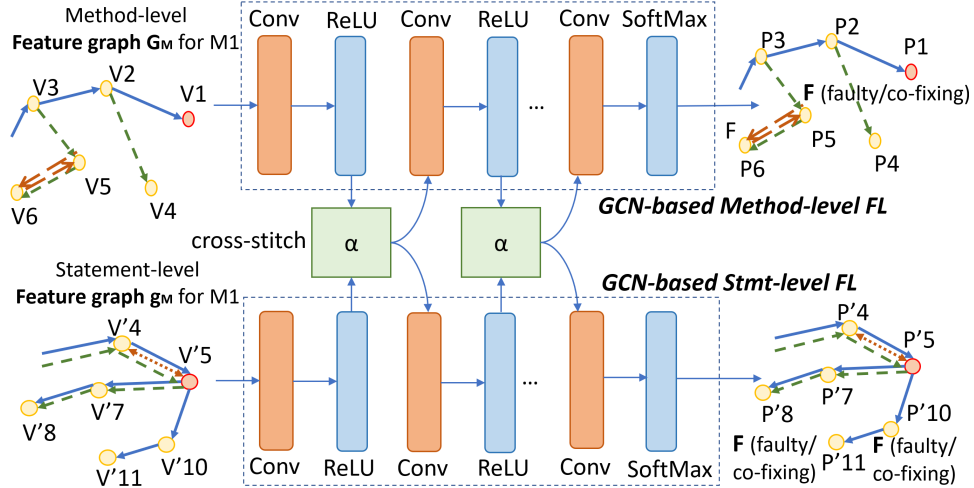 Method-level
Feature graph GM for M1
V3
V2
V1
V5
V6
V4
Conv
ReLU
Conv
ReLU
Conv
SoftMax
...
P3
P2
P1
F (faulty/co-fixing)
F
P5
P6
P4
GCN-based Method-level FL
cross-stitch
α
α
Statement-level
Feature graph gM for M1
GCN-based Stmt-level FL
V'4
V'5
V'7
V'8
V'10
V'11
...
Conv
ReLU
Conv
ReLU
Conv
SoftMax
P'4
P'5
P'7
P'8
P'10
F (faulty/
co-fixing)
P'11
F (faulty/
co-fixing)